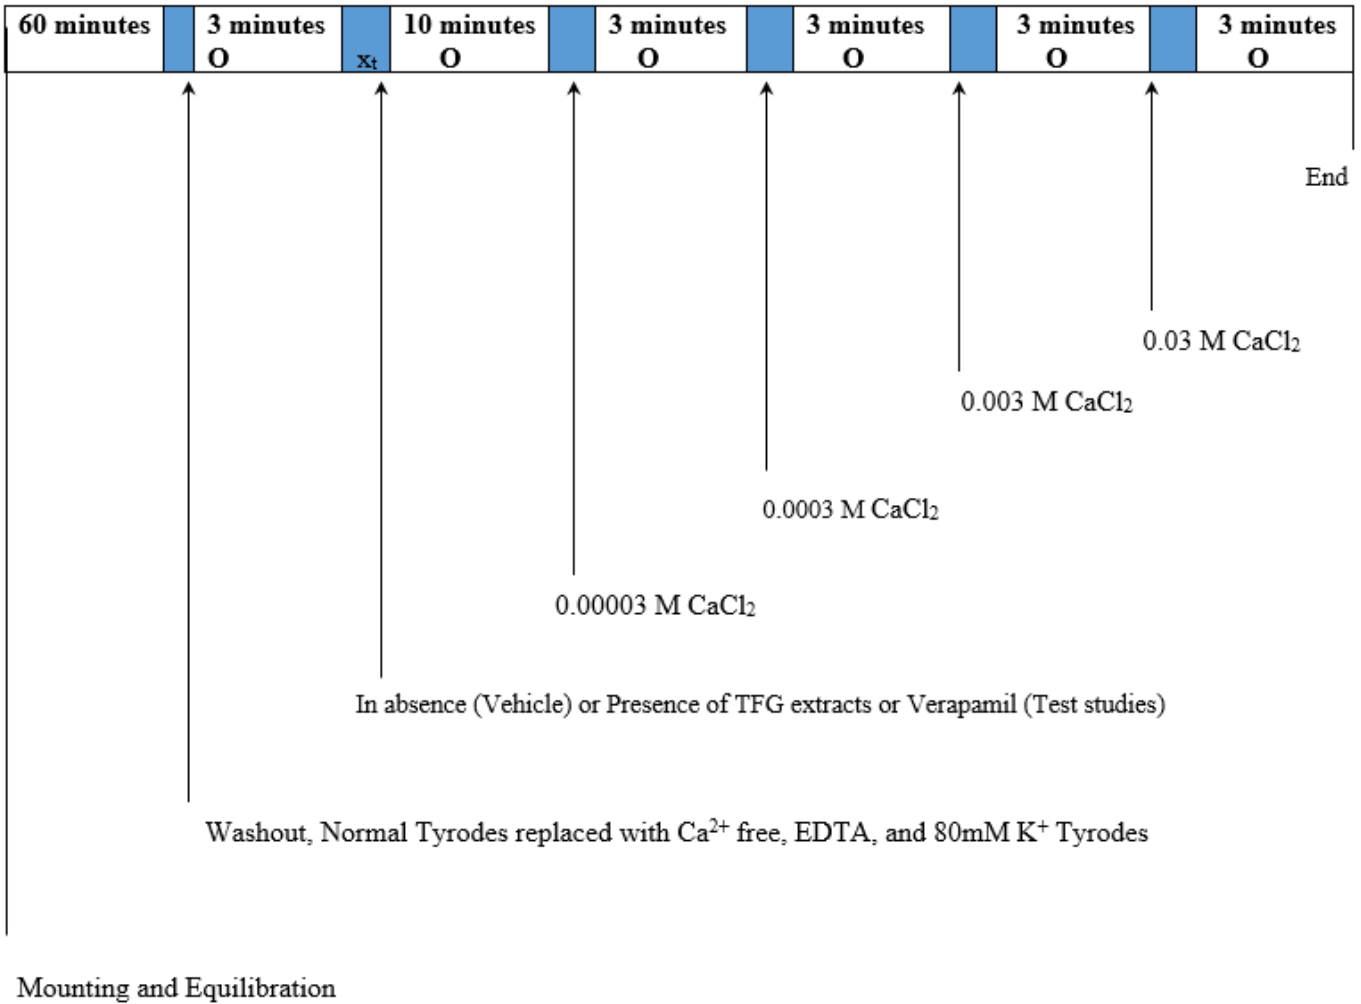 60 minutes 3 minutes 10 minutes 3 minutes 3 minutes 3 minutes 3 minutes
O xₜ O O O O O
End
0.03 M CaCl₂
0.003 M CaCl₂
0.0003 M CaCl₂
0.00003 M CaCl₂
In absence (Vehicle) or Presence of TFG extracts or Verapamil (Test studies)
Washout, Normal Tyrodes replaced with Ca²⁺ free, EDTA, and 80mM K⁺ Tyrodes
Mounting and Equilibration